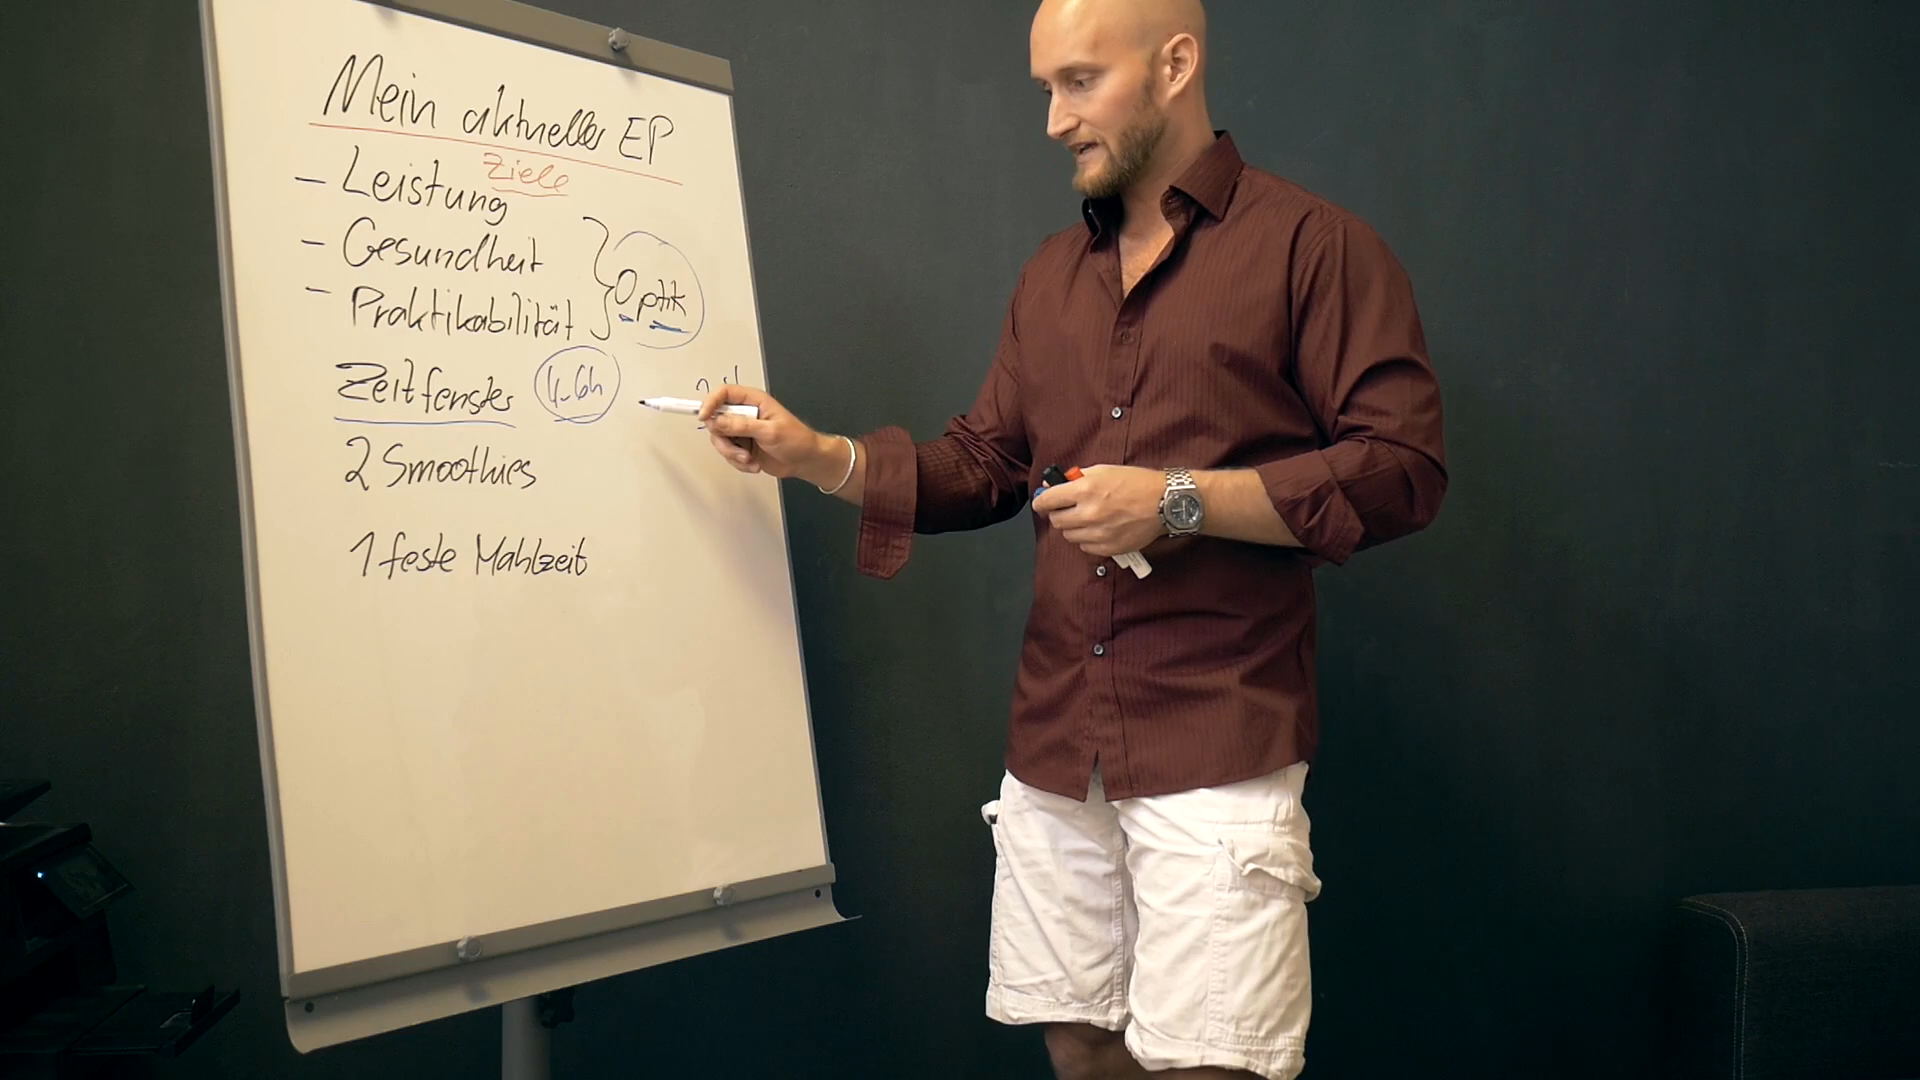 Mein aktueller EP
Ziele
- Leistung
- Gesundheit
- Praktikabilität
Optik
Zeitfenster 4-6h
2 Smoothies
1 feste Mahlzeit